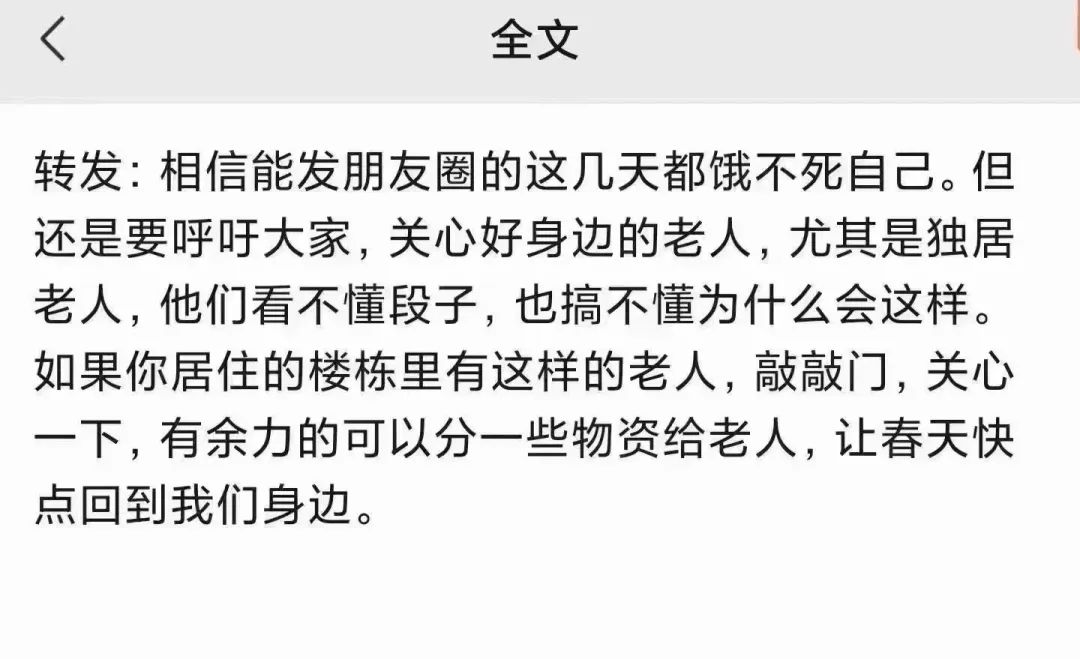 全文
转发：相信能发朋友圈的这几天都饿不死自己。但
还是要呼吁大家，关心好身边的老人，尤其是独居
老人，他们看不懂段子，也搞不懂为什么会这样。
如果你居住的楼栋里有这样的老人，敲敲门，关心
一下，有余力的可以分一些物资给老人，让春天快
点回到我们身边。